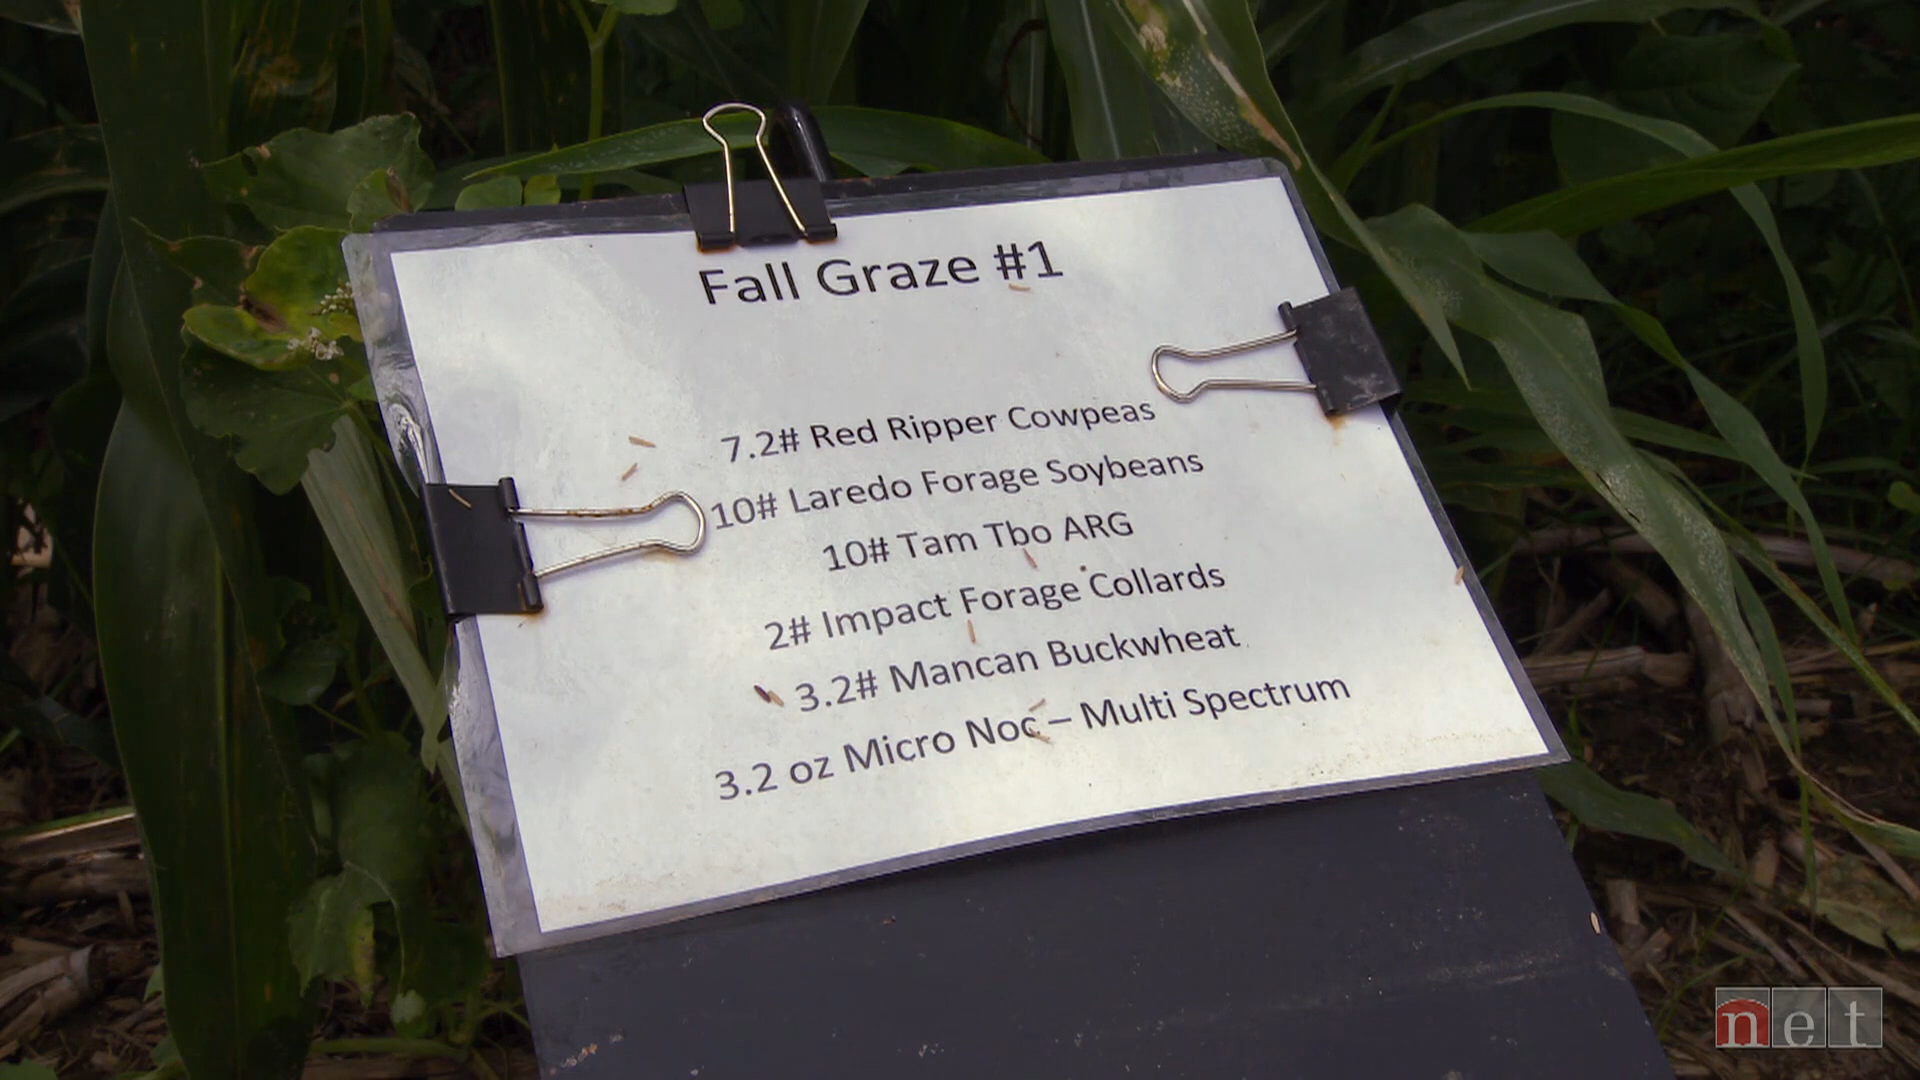 Fall Graze #1
7.2# Red Ripper Cowpeas
10# Laredo Forage Soybeans
10# Tam Tbo ARG
2# Impact Forage Collards
3.2# Mancan Buckwheat
3.2 oz Micro Noc – Multi Spectrum
net